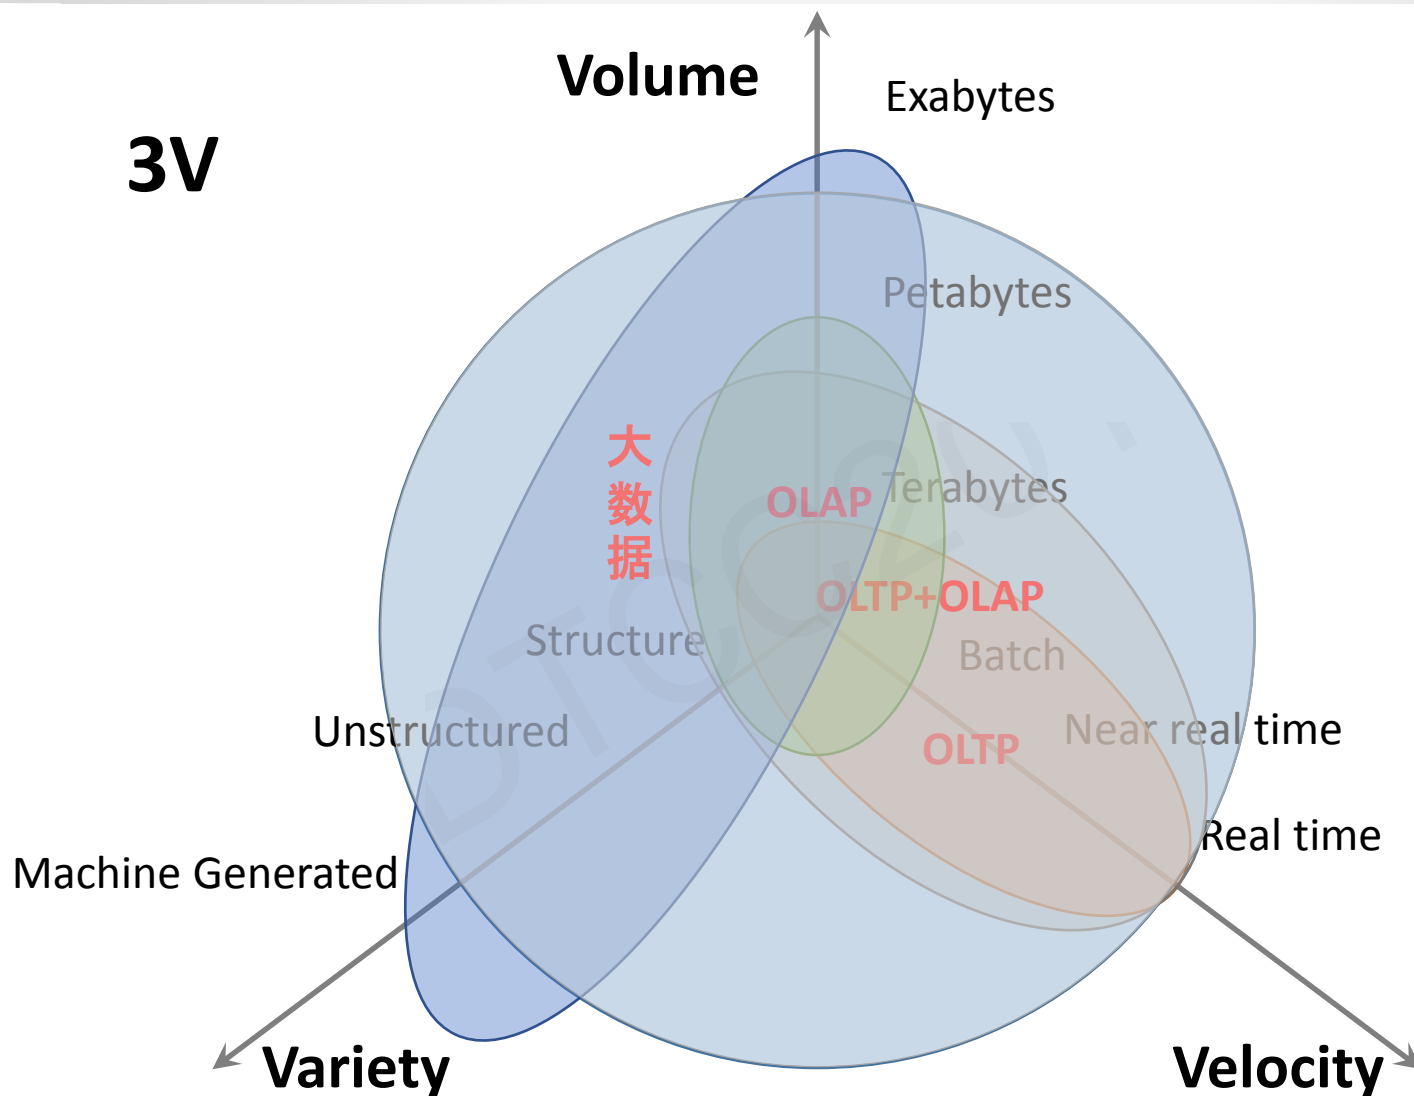 Volume
Exabytes
3V
Petabytes
大
数
据
Terabytes
OLAP
OLTP+OLAP
Structure
Batch
Unstructured
Near real time
OLTP
Real time
Machine Generated
Variety
Velocity